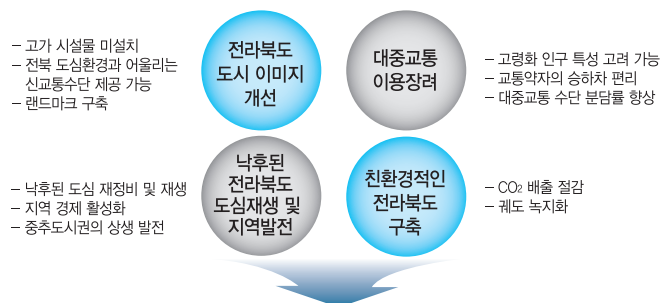 – 고가 시설물 미설치
– 전북 도심환경과 어울리는
신교통수단 제공 가능
– 랜드마크 구축
전라북도
도시 이미지
개선
대중교통
이용장려
– 고령화 인구 특성 고려 가능
– 교통약자의 승하차 편리
– 대중교통 수단 분담률 향상
– 낙후된 도심 재정비 및 재생
– 지역 경제 활성화
– 중추도시권의 상생 발전
낙후된
전라북도
도심재생 및
지역발전
친환경적인
전라북도
구축
– CO₂ 배출 절감
– 궤도 녹지화